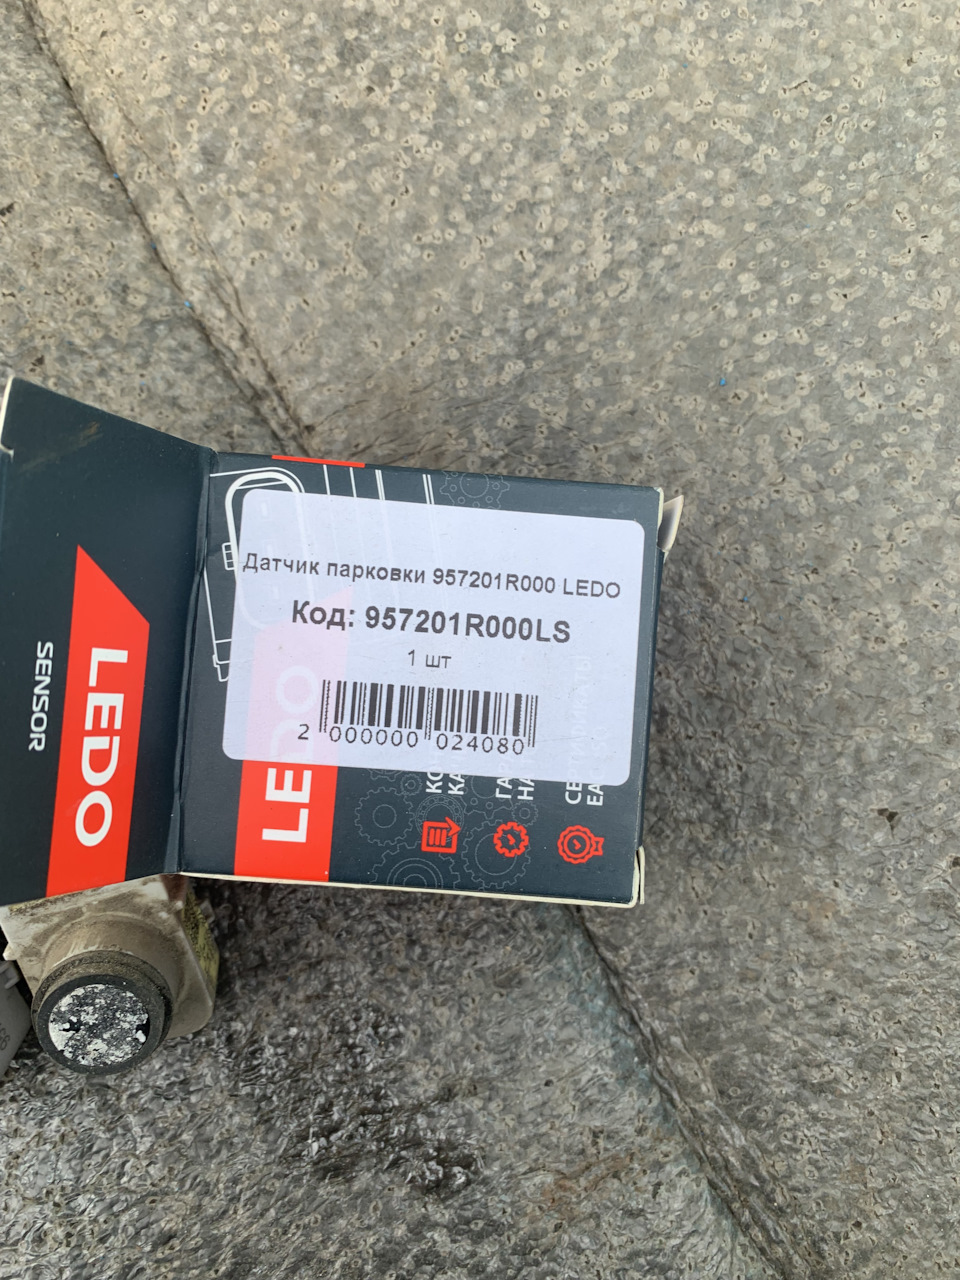 Датчик парковки 957201R000 LEDO
Код: 957201R000LS
1 шт
2 000000 024080
LEDO
SENSOR
LEDO